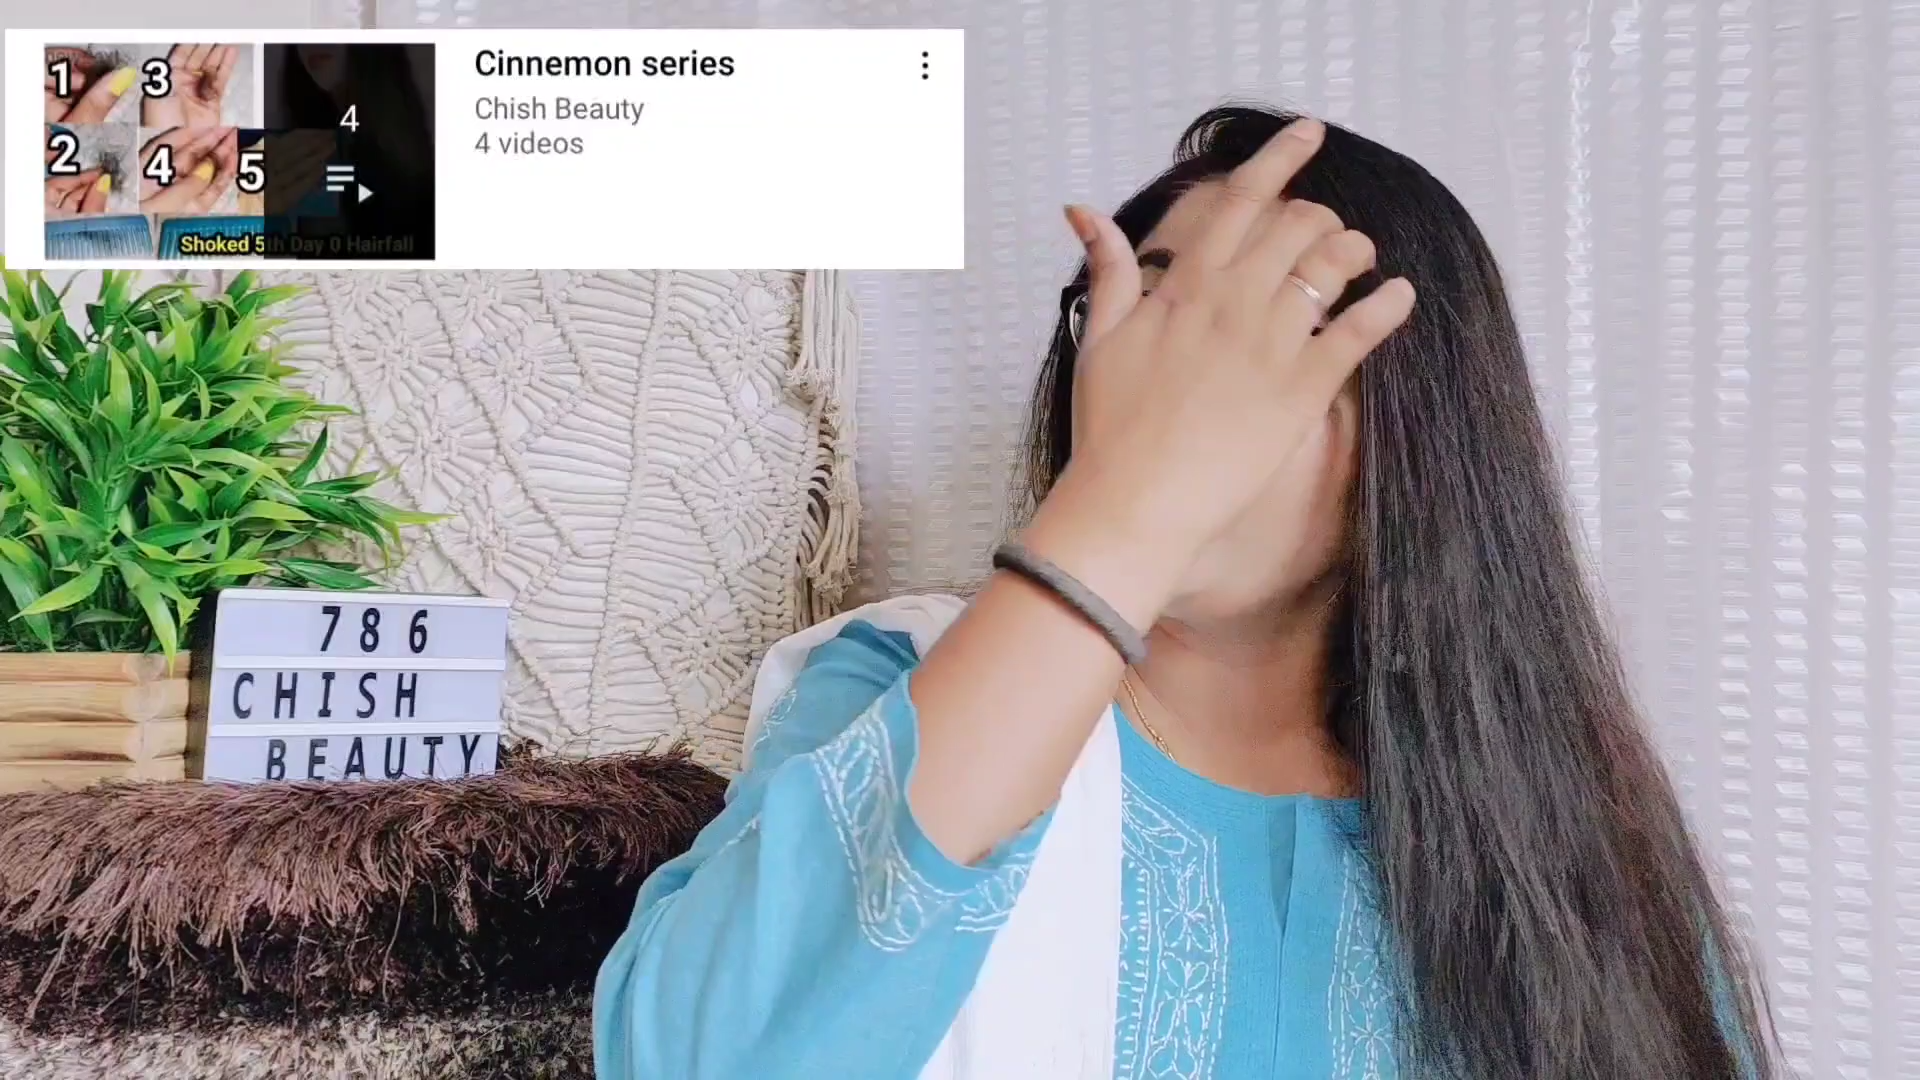 1
3
2
4
5
Shoked 5th Day 0 Hairfall
4
Cinnemon series
Chish Beauty
4 videos
786
CHISH
BEAUTY